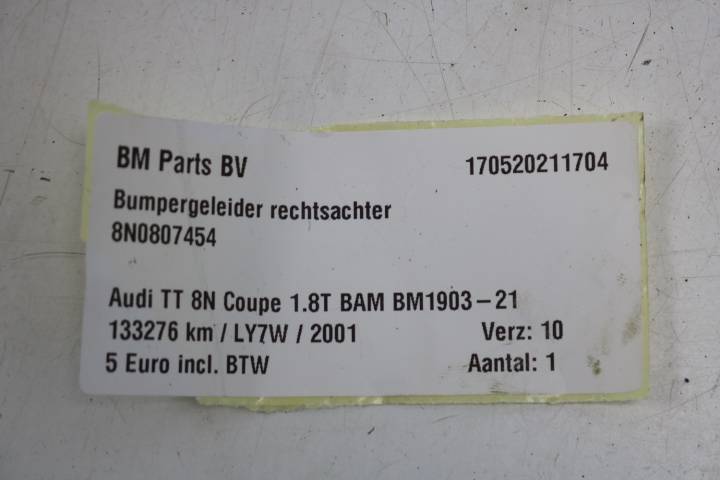 BM Parts BV 170520211704
Bumpergeleider rechtsachter
8N0807454
Audi TT 8N Coupe 1.8T BAM BM1903-21
133276 km / LY7W / 2001 Verz: 10
5 Euro incl. BTW Aantal: 1